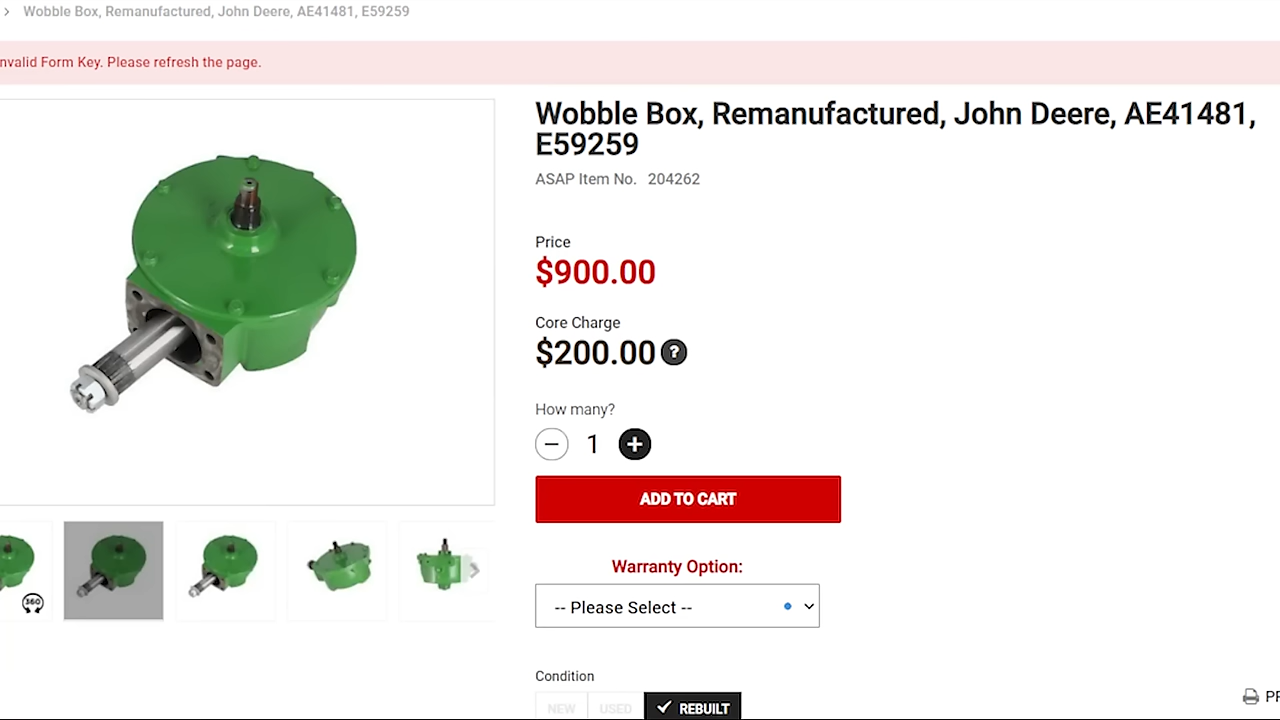 Wobble Box, Remanufactured, John Deere, AE41481, E59259
nvalid Form Key. Please refresh the page.
Wobble Box, Remanufactured, John Deere, AE41481,
E59259
ASAP Item No. 204262
Price
$900.00
Core Charge
$200.00 ?
How many?
1
ADD TO CART
360
Warranty Option:
-- Please Select --
Condition
NEW USED REBUILT
PR